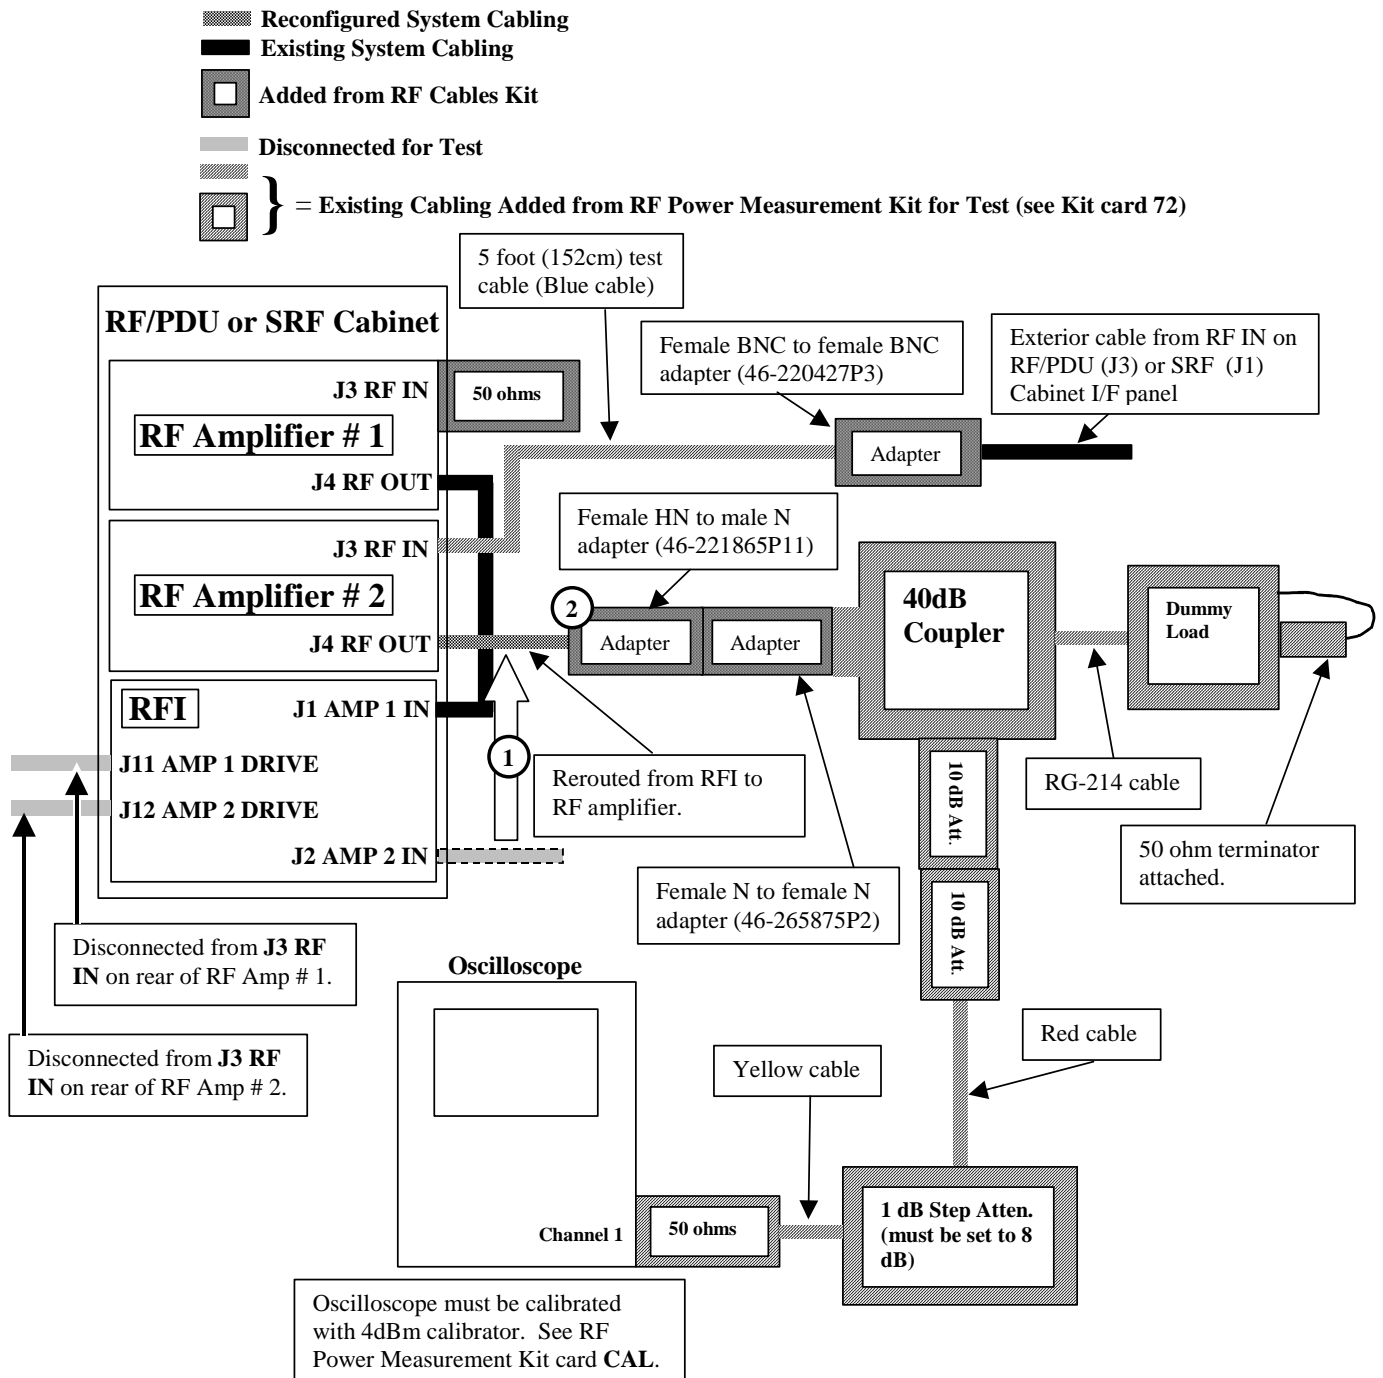 Reconfigured System Cabling
Existing System Cabling
Added from RF Cables Kit
Disconnected for Test
} = Existing Cabling Added from RF Power Measurement Kit for Test (see Kit card 72)
5 foot (152cm) test
cable (Blue cable)
RF/PDU or SRF Cabinet
Female BNC to female BNC
adapter (46-220427P3)
Exterior cable from RF IN on
RF/PDU (J3) or SRF (J1)
Cabinet I/F panel
J3 RF IN
50 ohms
RF Amplifier # 1
Adapter
J4 RF OUT
Female HN to male N
adapter (46-221865P11)
J3 RF IN
RF Amplifier # 2
40dB
Coupler
Dummy
Load
2
J4 RF OUT
Adapter
Adapter
RFI
J1 AMP 1 IN
1
J11 AMP 1 DRIVE
J12 AMP 2 DRIVE
J2 AMP 2 IN
Rerouted from RFI to
RF amplifier.
10 dB Att.
RG-214 cable
50 ohm terminator
attached.
Female N to female N
adapter (46-265875P2)
10 dB Att.
Disconnected from J3 RF
IN on rear of RF Amp # 1.
Oscilloscope
Disconnected from J3 RF
IN on rear of RF Amp # 2.
Red cable
Yellow cable
Channel 1
50 ohms
1 dB Step Atten.
(must be set to 8
dB)
Oscilloscope must be calibrated
with 4dBm calibrator. See RF
Power Measurement Kit card CAL.